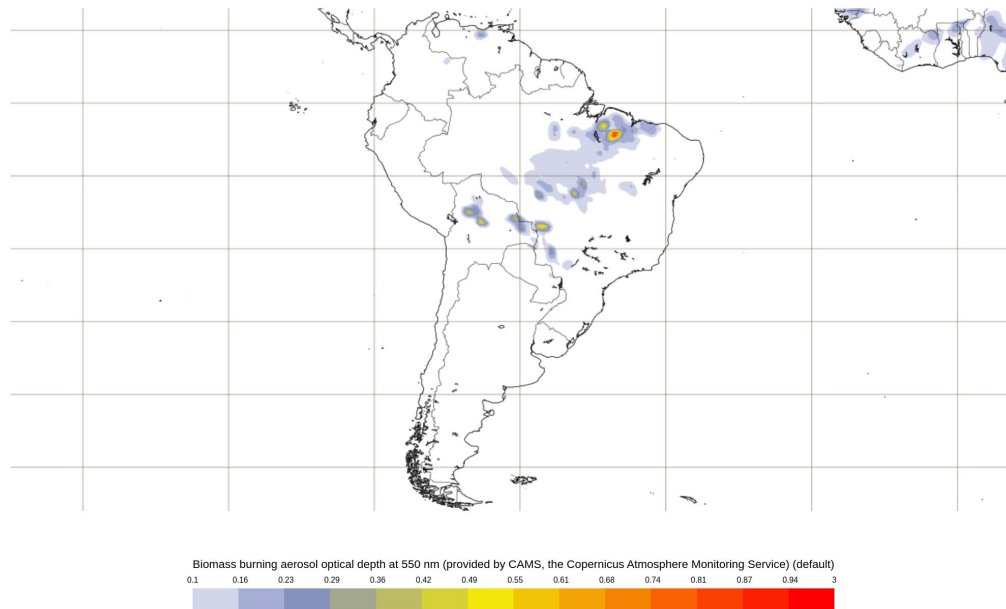 Biomass burning aerosol optical depth at 550 nm (provided by CAMS, the Copernicus Atmosphere Monitoring Service) (default)
0.1 0.16 0.23 0.29 0.36 0.42 0.49 0.55 0.61 0.68 0.74 0.81 0.87 0.94 3